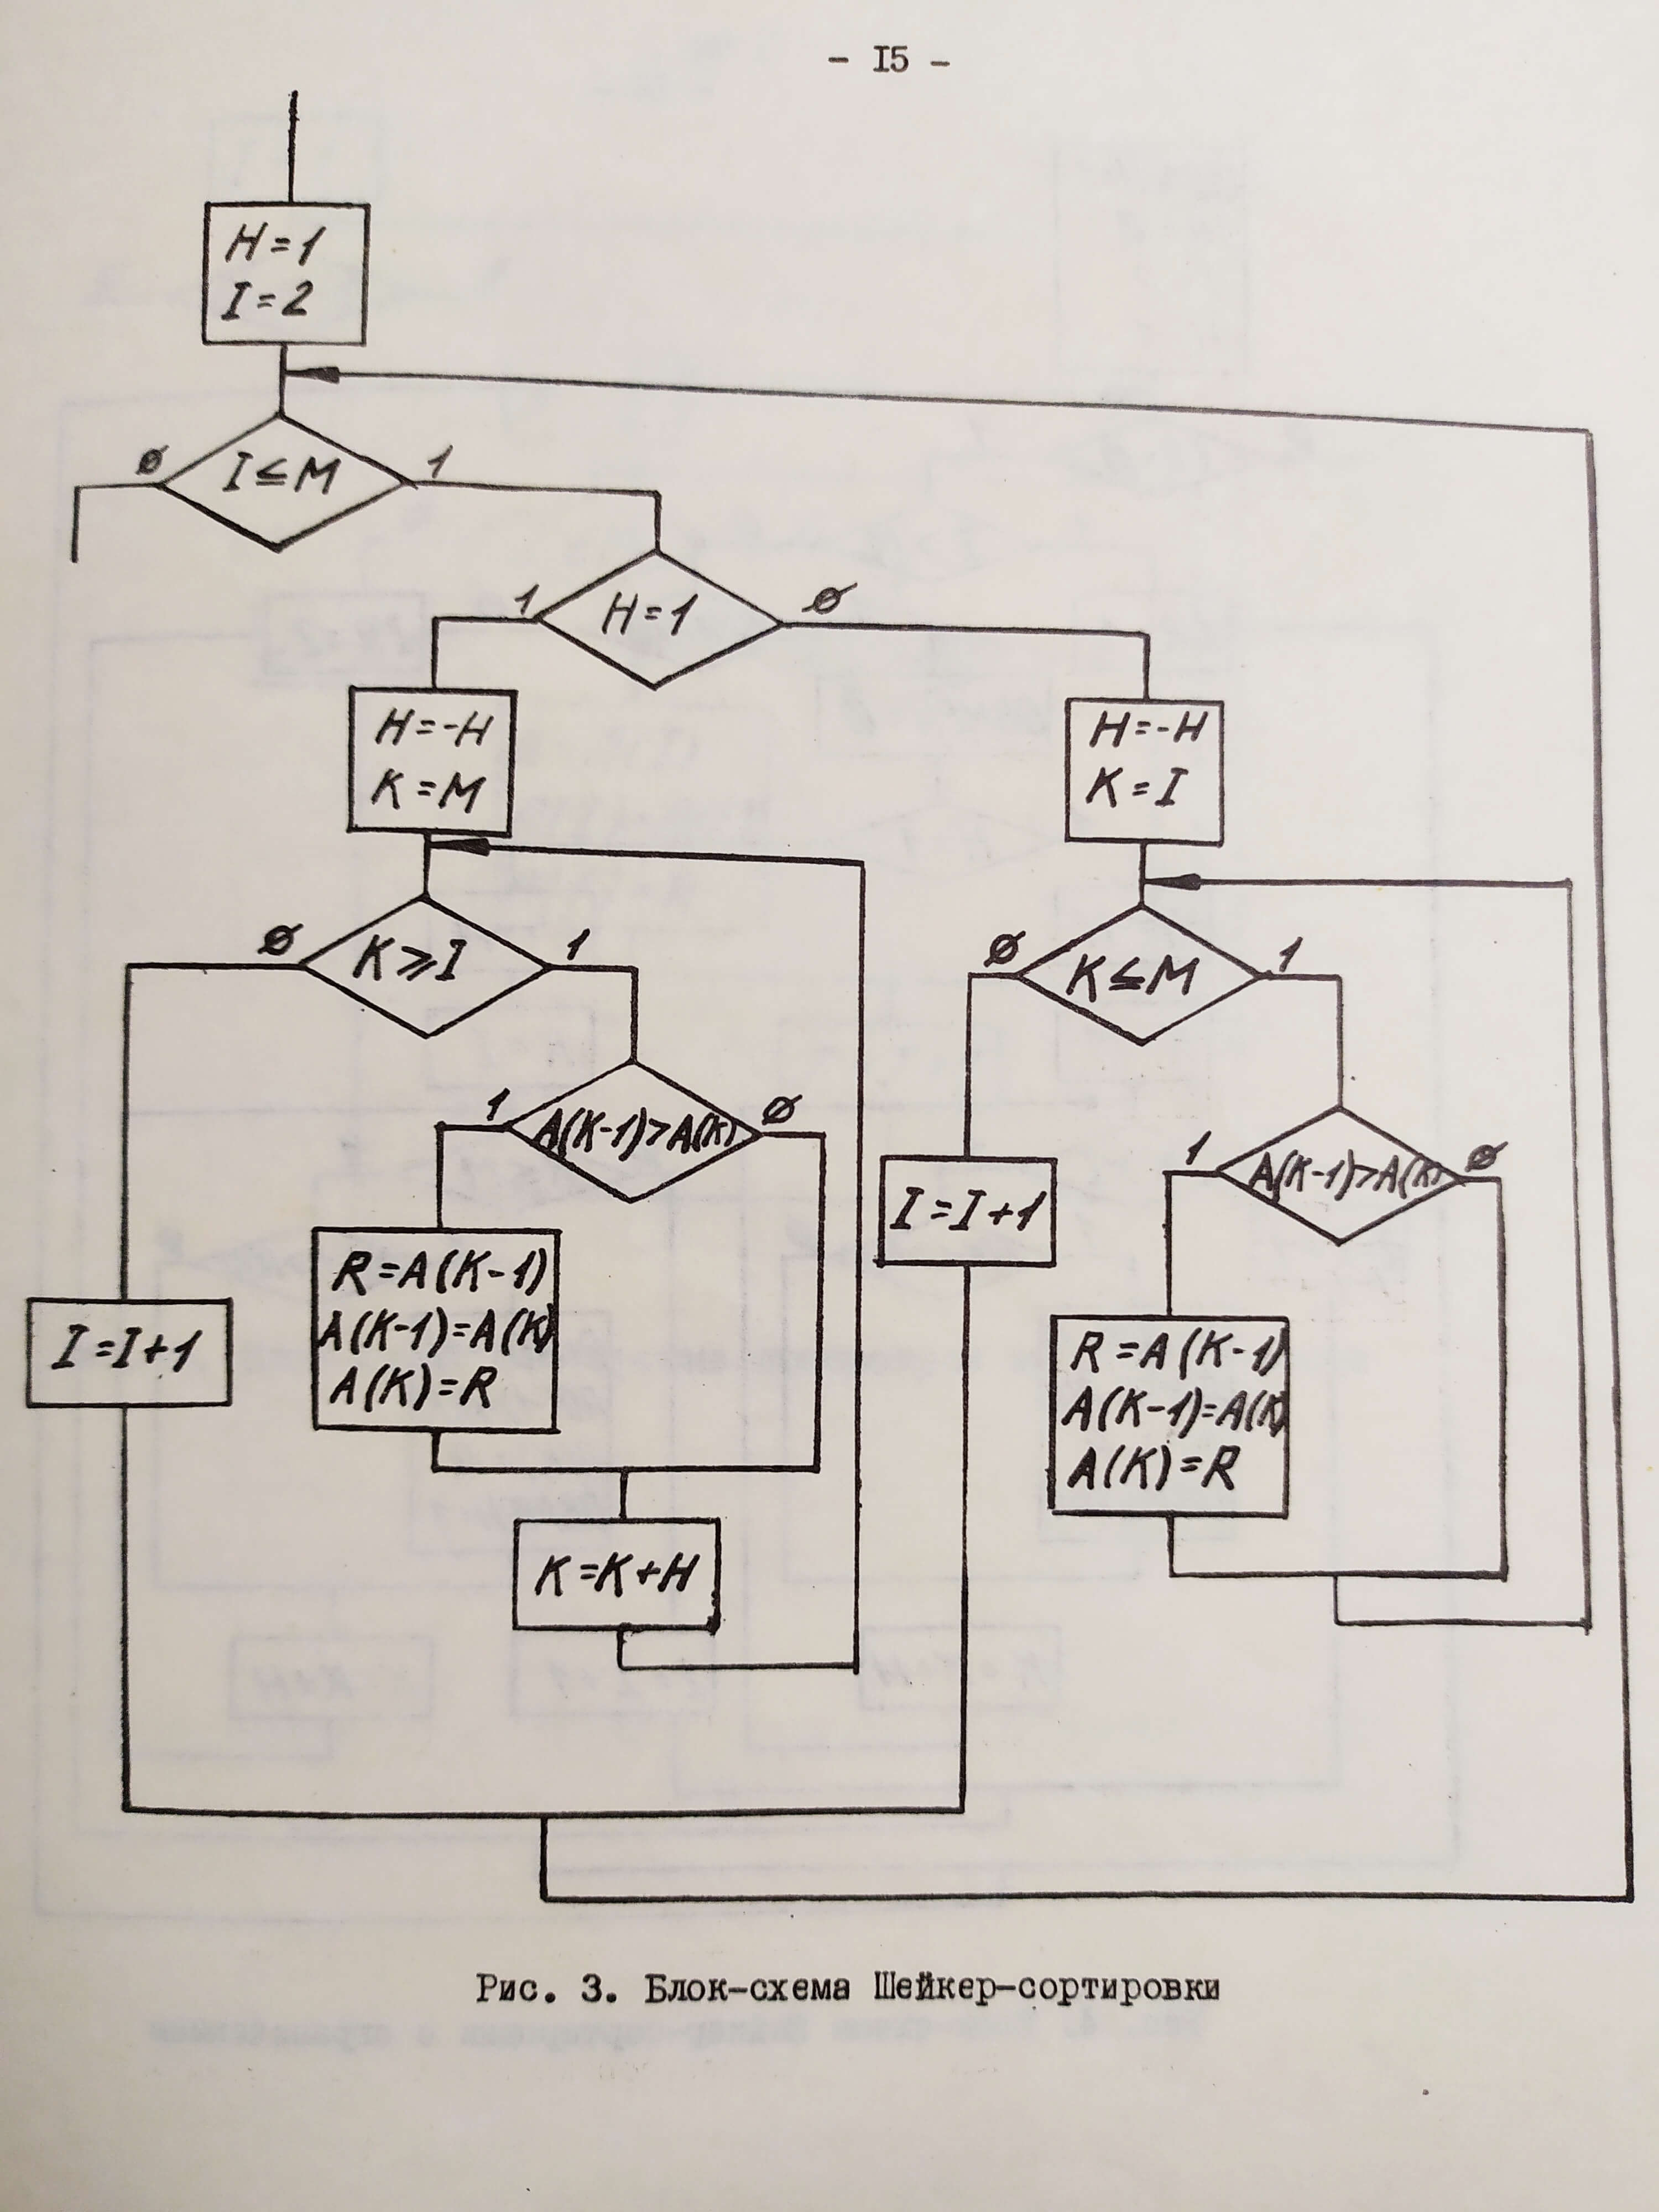 - I5 -
H=1
I=2
I≤M
ø
1
H=1
1
ø
H=-H
K=M
H=-H
K=I
K⩾I
ø
1
K≤M
ø
1
A(K-1)>A(K)
1
ø
A(K-1)>A(K)
1
ø
I=I+1
R=A(K-1)
A(K-1)=A(K)
A(K)=R
I=I+1
R=A(K-1)
A(K-1)=A(K)
A(K)=R
K=K+H
Рис. 3. Блок-схема Шейкер-сортировки